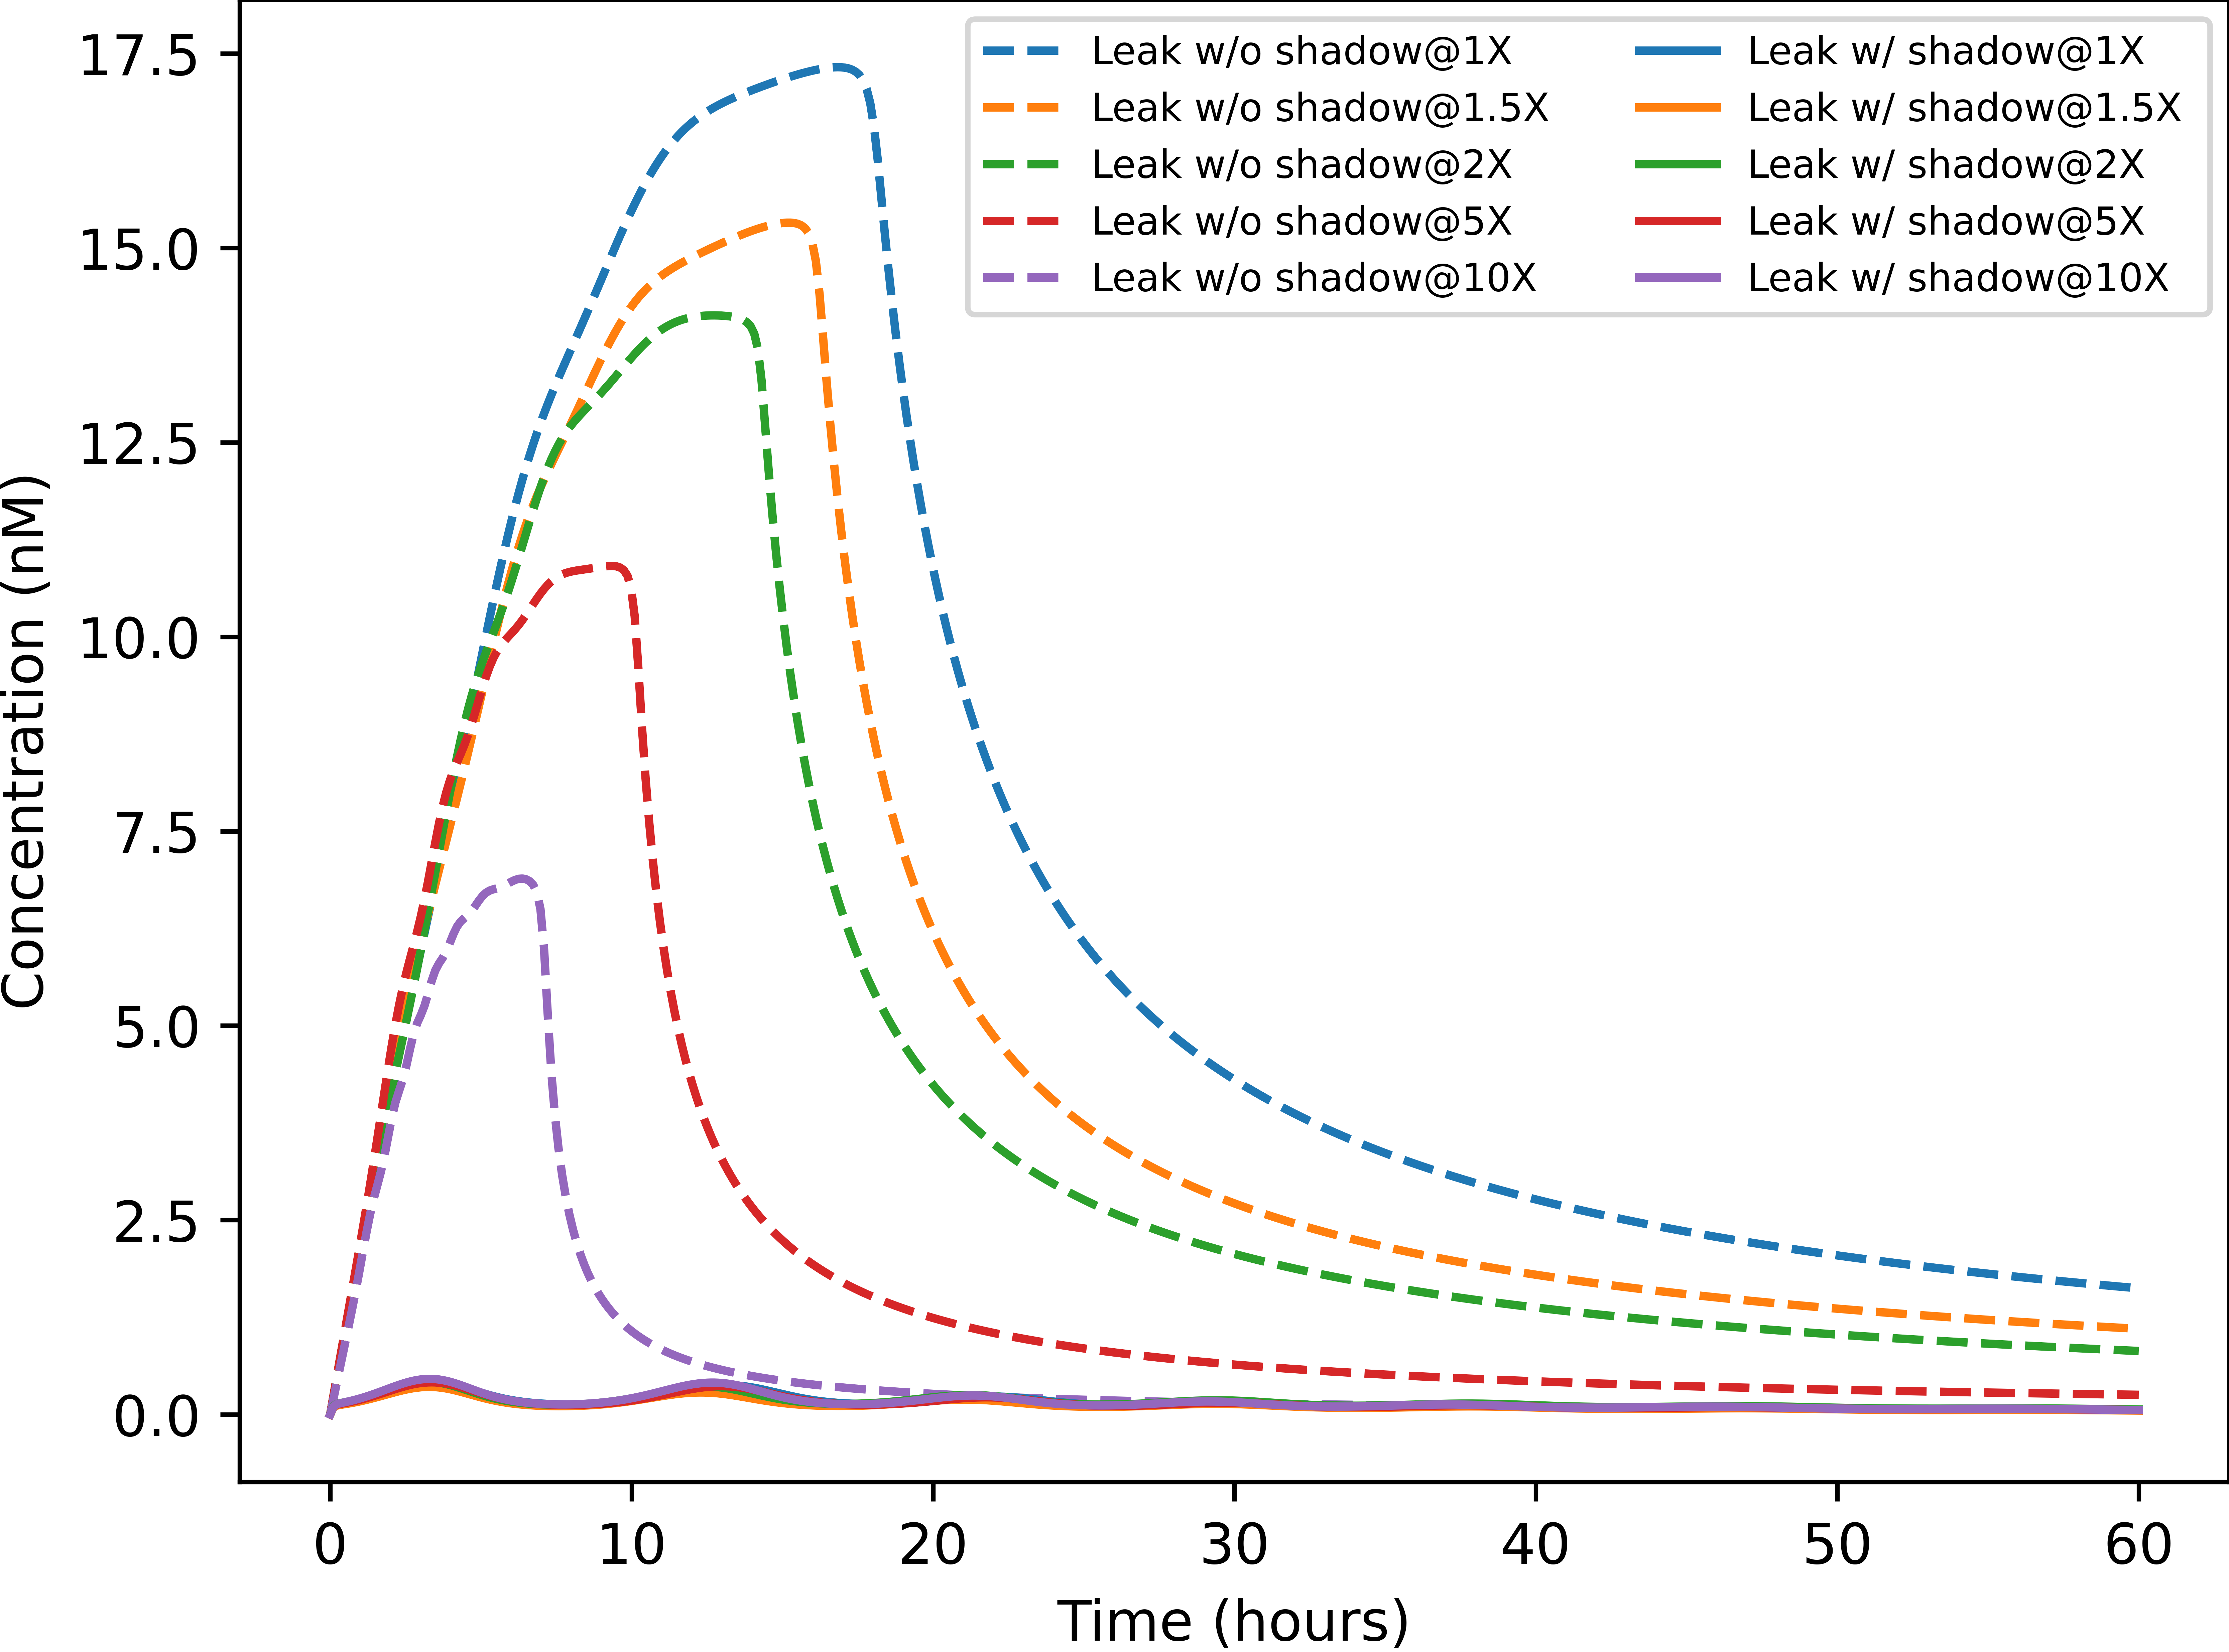 17.5
15.0
12.5
10.0
7.5
5.0
2.5
0.0
Concentration (nM)
0 10 20 30 40 50 60
Time (hours)
Leak w/o shadow@1X
Leak w/o shadow@1.5X
Leak w/o shadow@2X
Leak w/o shadow@5X
Leak w/o shadow@10X
Leak w/ shadow@1X
Leak w/ shadow@1.5X
Leak w/ shadow@2X
Leak w/ shadow@5X
Leak w/ shadow@10X